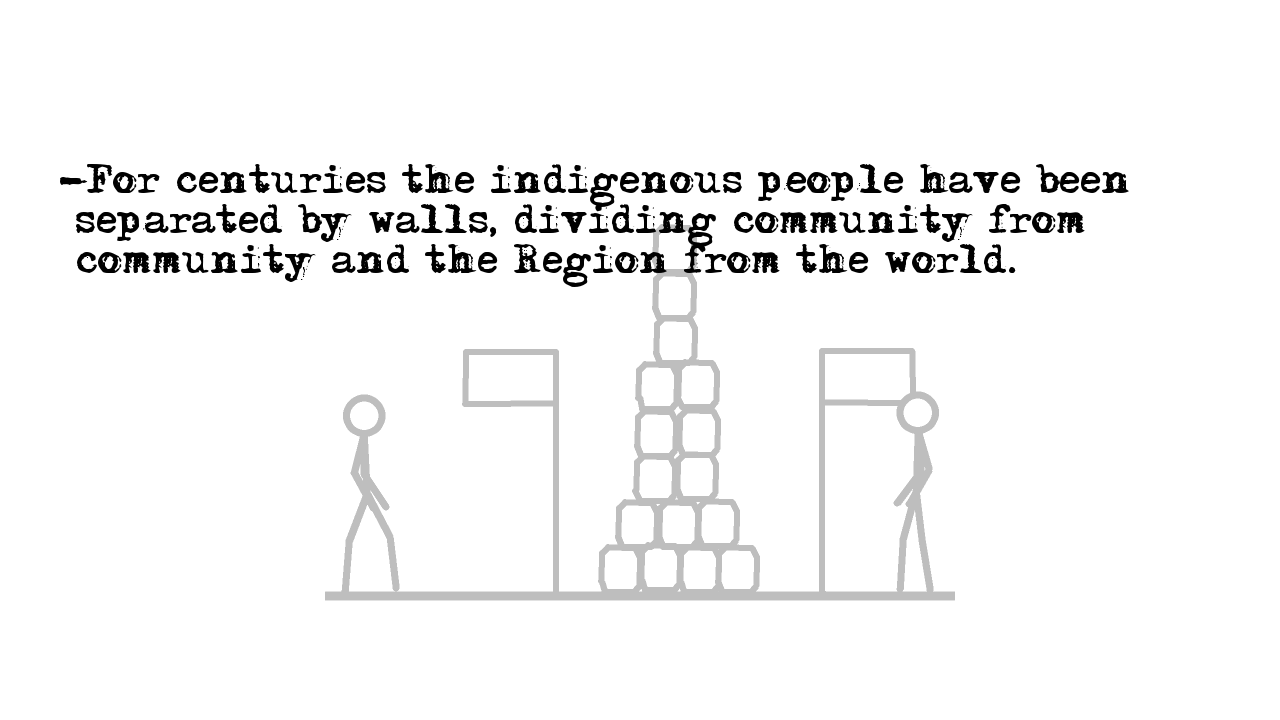 -For centuries the indigenous people have been
separated by walls, dividing community from
community and the Region from the world.